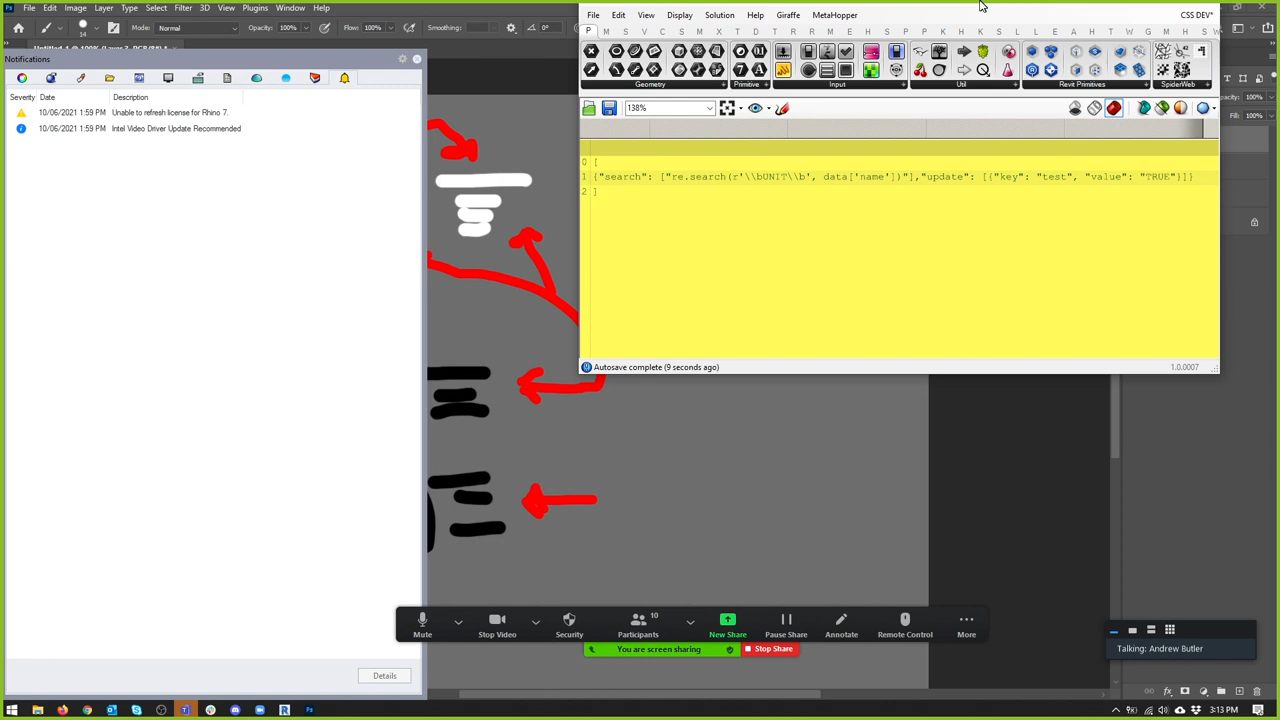 File Edit Image Layer Type Select Filter 3D View Plugins Window Help
14 Mode: Normal Opacity: 100% Flow: 100% Smoothing: 0°
Notifications
Severity Date Description
10/06/2021 1:59 PM Unable to refresh license for Rhino 7.
10/06/2021 1:59 PM Intel Video Driver Update Recommended
Details
File Edit View Display Solution Help Giraffe MetaHopper CSS DEV*
Geometry Primitive Input Util Revit Primitives SpiderWeb
138%
0 [
1 {"search": ["re.search(r'\\bUNIT\\b', data['name'])"],"update": [{"key": "test", "value": "TRUE"}]}
2 ]
Autosave complete (9 seconds ago) 1.0.0007
Mute Stop Video Security Participants 10 New Share Pause Share Annotate Remote Control More
You are screen sharing Stop Share
Talking: Andrew Butler
3:13 PM